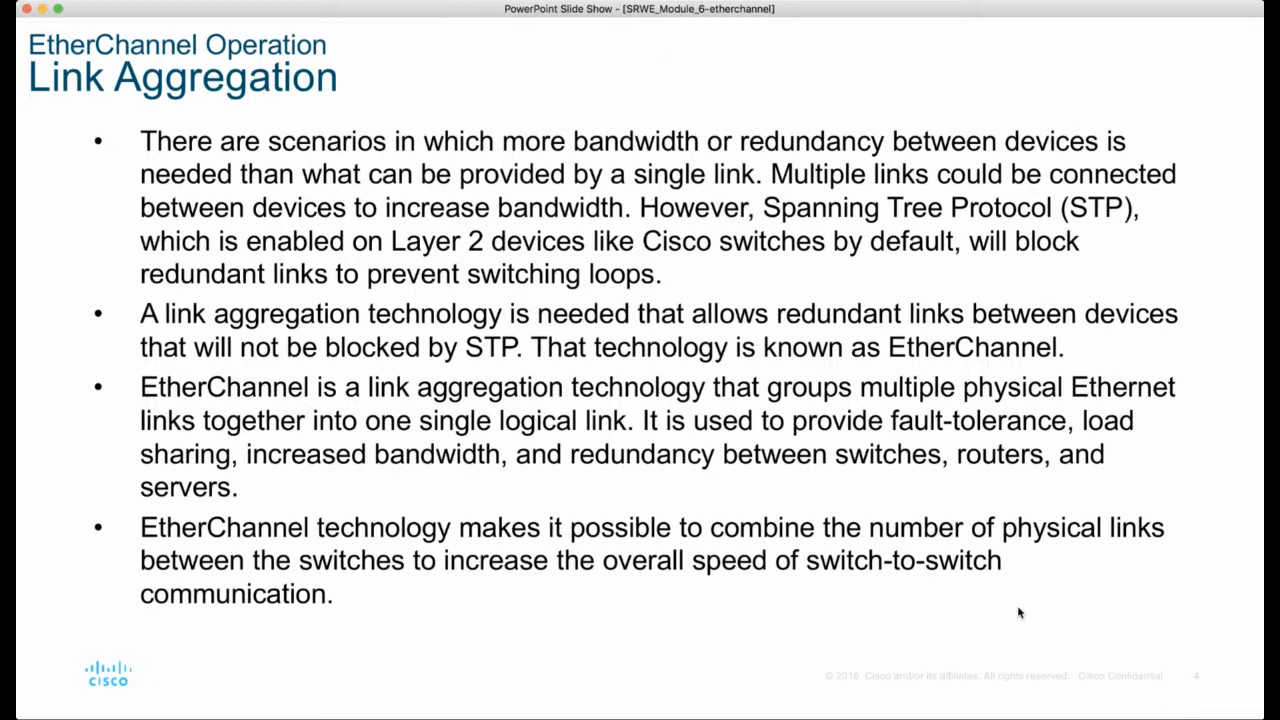 PowerPoint Slide Show - [SRWE_Module_6-etherchannel]
EtherChannel Operation
Link Aggregation
• There are scenarios in which more bandwidth or redundancy between devices is
needed than what can be provided by a single link. Multiple links could be connected
between devices to increase bandwidth. However, Spanning Tree Protocol (STP),
which is enabled on Layer 2 devices like Cisco switches by default, will block
redundant links to prevent switching loops.
• A link aggregation technology is needed that allows redundant links between devices
that will not be blocked by STP. That technology is known as EtherChannel.
• EtherChannel is a link aggregation technology that groups multiple physical Ethernet
links together into one single logical link. It is used to provide fault-tolerance, load
sharing, increased bandwidth, and redundancy between switches, routers, and
servers.
• EtherChannel technology makes it possible to combine the number of physical links
between the switches to increase the overall speed of switch-to-switch
communication.
CISCO
© 2016 Cisco and/or its affiliates. All rights reserved. Cisco Confidential 4